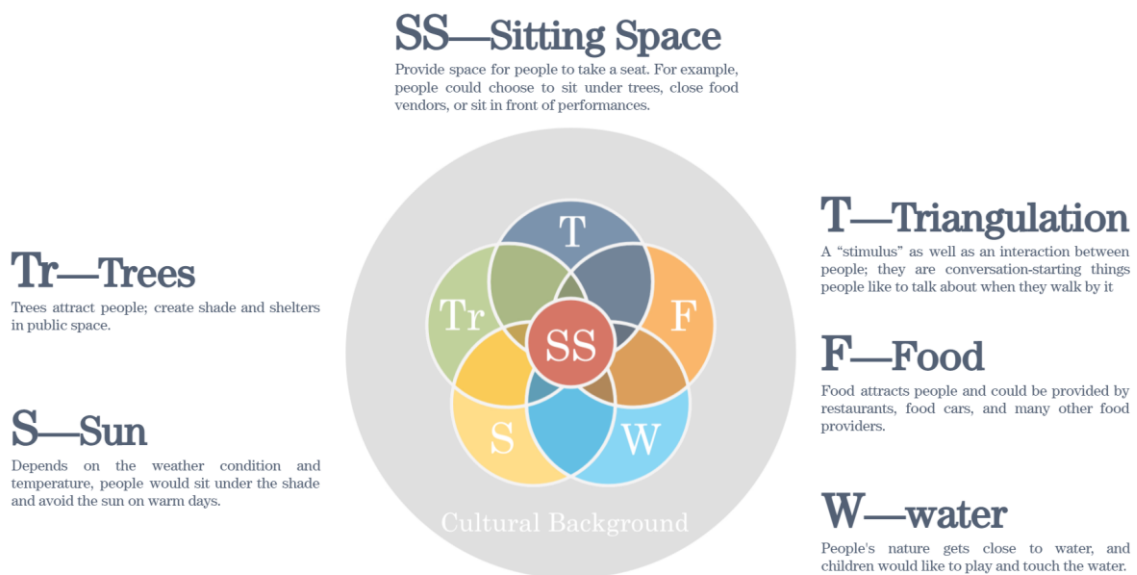 SS—Sitting Space
Provide space for people to take a seat. For example,
people could choose to sit under trees, close food
vendors, or sit in front of performances.
Tr—Trees
Trees attract people; create shade and shelters
in public space.
S—Sun
Depends on the weather condition and
temperature, people would sit under the shade
and avoid the sun on warm days.
T
Tr
F
SS
S
W
Cultural Background
T—Triangulation
A “stimulus” as well as an interaction between
people; they are conversation-starting things
people like to talk about when they walk by it
F—Food
Food attracts people and could be provided by
restaurants, food cars, and many other food
providers.
W—water
People's nature gets close to water, and
children would like to play and touch the water.